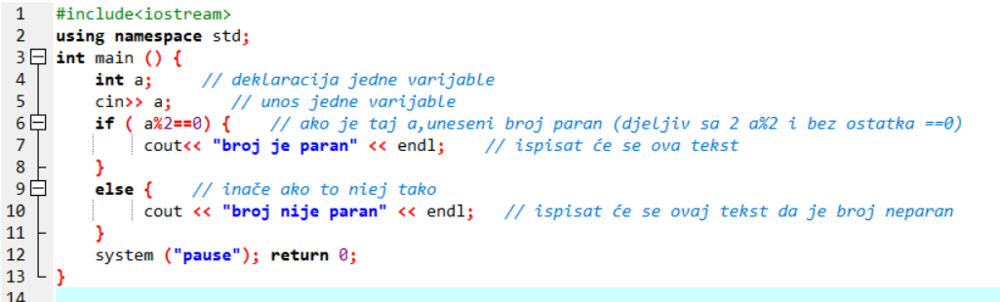 1 #include<iostream>
2 using namespace std;
3 int main () {
4 int a; // deklaracija jedne varijable
5 cin>> a; // unos jedne varijable
6 if ( a%2==0) { // ako je taj a,uneseni broj paran (djeljiv sa 2 a%2 i bez ostatka ==0)
7 cout<< "broj je paran" << endl; // ispisat će se ova tekst
8 }
9 else { // inače ako to niej tako
10 cout << "broj nije paran" << endl; // ispisat će se ovaj tekst da je broj neparan
11 }
12 system ("pause"); return 0;
13 }
14